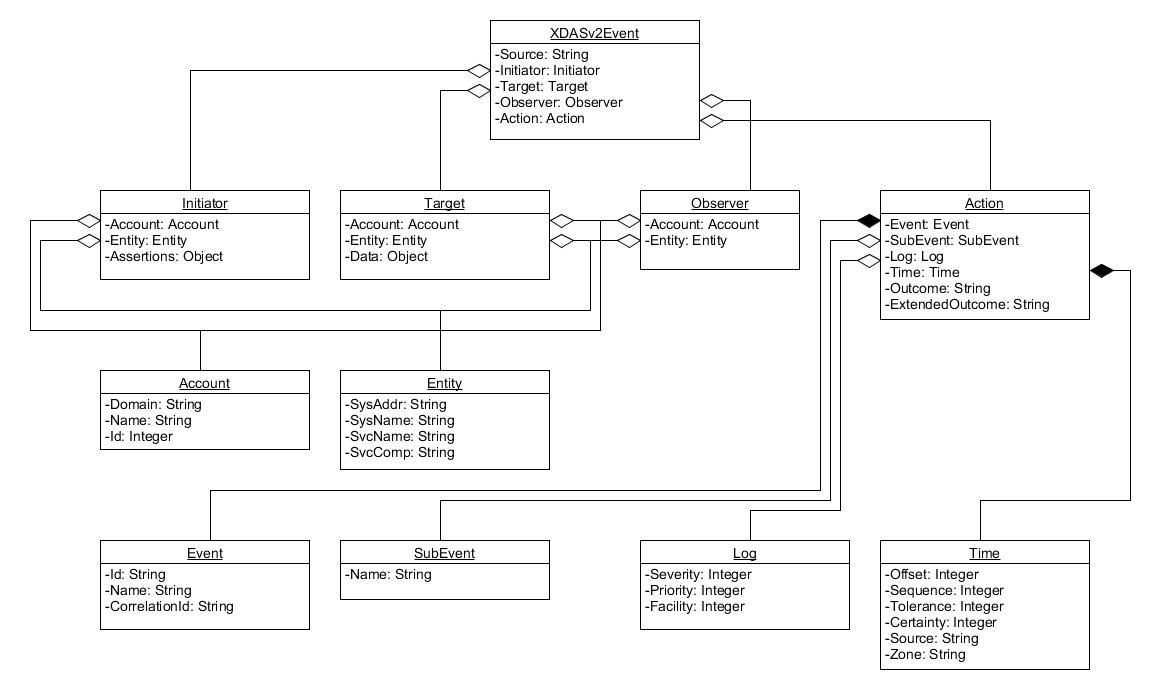 XDASv2Event
-Source: String
-Initiator: Initiator
-Target: Target
-Observer: Observer
-Action: Action
Initiator
-Account: Account
-Entity: Entity
-Assertions: Object
Target
-Account: Account
-Entity: Entity
-Data: Object
Observer
-Account: Account
-Entity: Entity
Action
-Event: Event
-SubEvent: SubEvent
-Log: Log
-Time: Time
-Outcome: String
-ExtendedOutcome: String
Account
-Domain: String
-Name: String
-Id: Integer
Entity
-SysAddr: String
-SysName: String
-SvcName: String
-SvcComp: String
Event
-Id: String
-Name: String
-CorrelationId: String
SubEvent
-Name: String
Log
-Severity: Integer
-Priority: Integer
-Facility: Integer
Time
-Offset: Integer
-Sequence: Integer
-Tolerance: Integer
-Certainty: Integer
-Source: String
-Zone: String